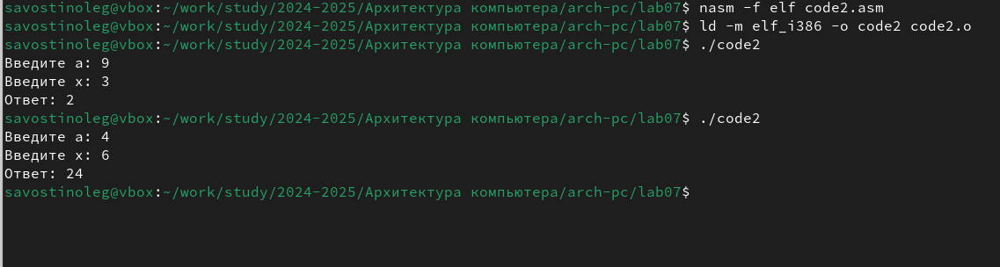 savostinoleg@vbox:~/work/study/2024-2025/Архитектура компьютера/arch-pc/lab07$ nasm -f elf code2.asm
savostinoleg@vbox:~/work/study/2024-2025/Архитектура компьютера/arch-pc/lab07$ ld -m elf_i386 -o code2 code2.o
savostinoleg@vbox:~/work/study/2024-2025/Архитектура компьютера/arch-pc/lab07$ ./code2
Введите a: 9
Введите x: 3
Ответ: 2
savostinoleg@vbox:~/work/study/2024-2025/Архитектура компьютера/arch-pc/lab07$ ./code2
Введите a: 4
Введите x: 6
Ответ: 24
savostinoleg@vbox:~/work/study/2024-2025/Архитектура компьютера/arch-pc/lab07$